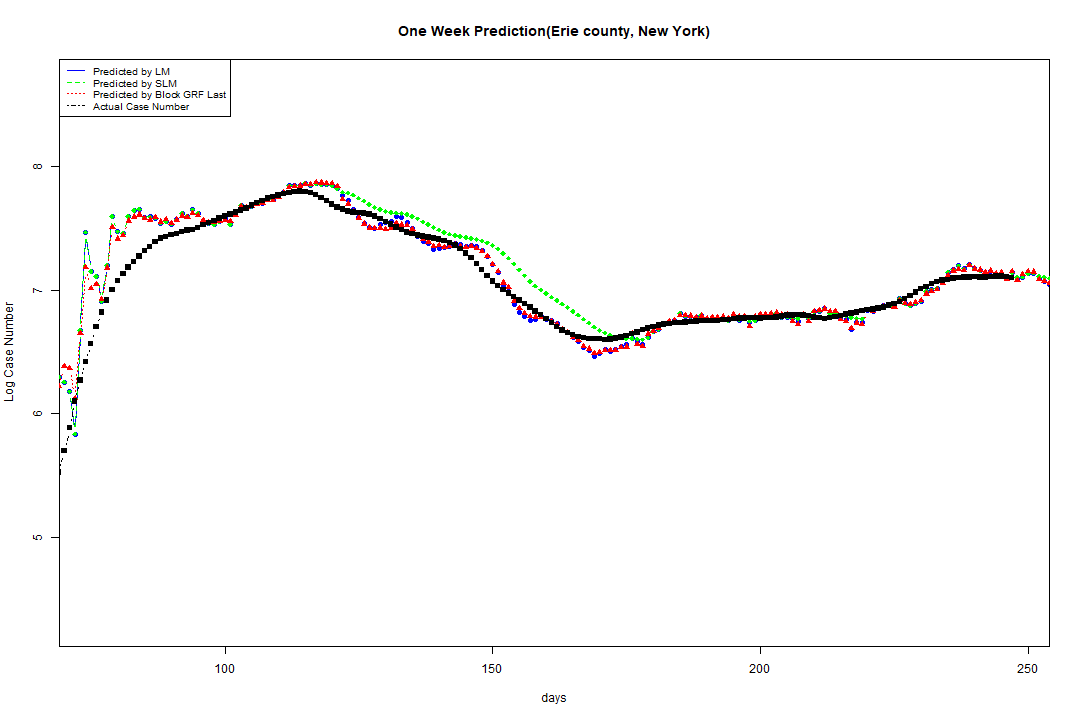 One Week Prediction(Erie county, New York)
Predicted by LM
Predicted by SLM
Predicted by Block GRF Last
Actual Case Number
8
7
6
5
Log Case Number
100 150 200 250
days